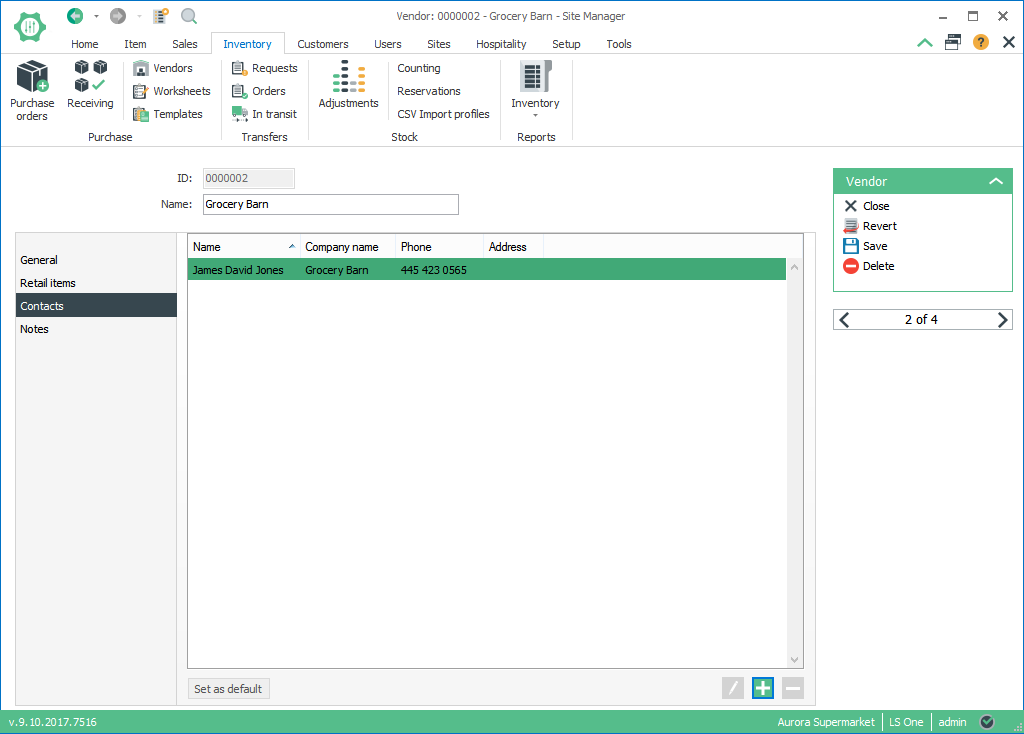 Vendor: 0000002 - Grocery Barn - Site Manager
Home Item Sales Inventory Customers Users Sites Hospitality Setup Tools
?
Purchase orders
Receiving
Vendors
Worksheets
Templates
Purchase
Requests
Orders
In transit
Transfers
Adjustments
Counting
Reservations
CSV Import profiles
Stock
Inventory
Reports
ID: 0000002
Name: Grocery Barn
General
Retail items
Contacts
Notes
Name Company name Phone Address
James David Jones Grocery Barn 445 423 0565
Set as default
Vendor
Close
Revert
Save
Delete
2 of 4
v.9.10.2017.7516
Aurora Supermarket LS One admin